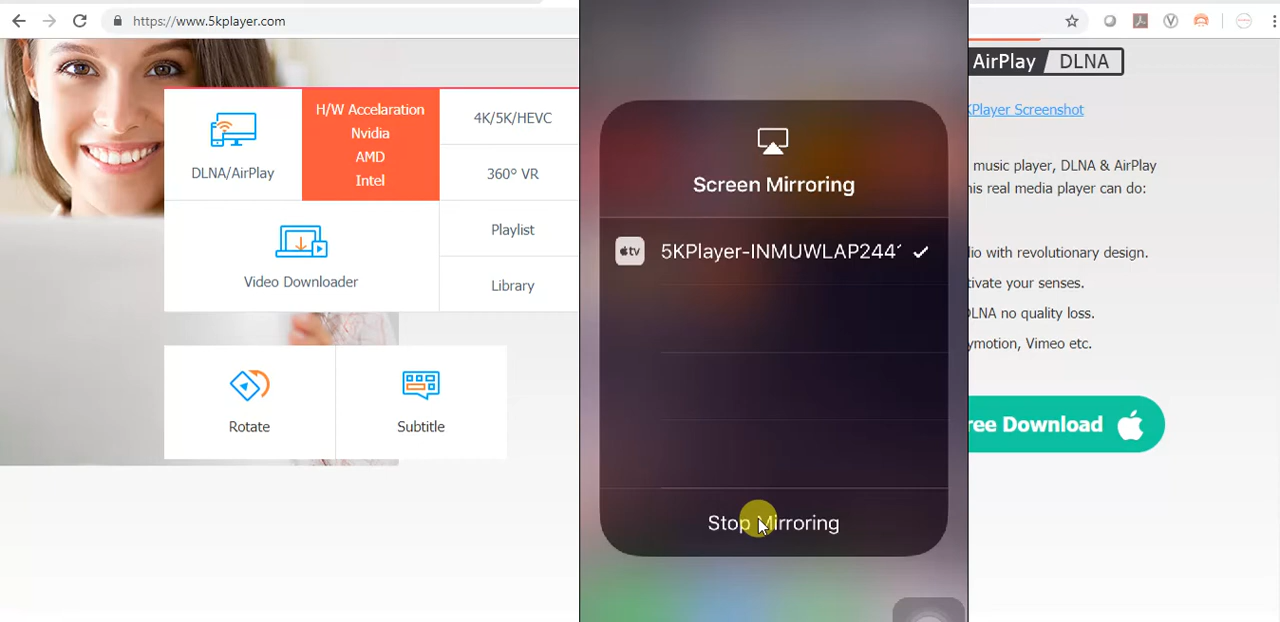 https://www.5kplayer.com
DLNA/AirPlay
H/W Accelaration
Nvidia
AMD
Intel
4K/5K/HEVC
360° VR
Video Downloader
Playlist
Library
Rotate
Subtitle
Screen Mirroring
tv
5KPlayer-INMUWLAP244
Stop Mirroring
AirPlay DLNA
KPlayer Screenshot
music player, DLNA & AirPlay
his real media player can do:
dio with revolutionary design.
tivate your senses.
DLNA no quality loss.
ymotion, Vimeo etc.
ree Download